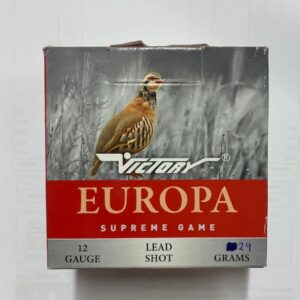 VICTORY®
EUROPA
SUPREME GAME
12 GAUGE
LEAD SHOT
29 GRAMS